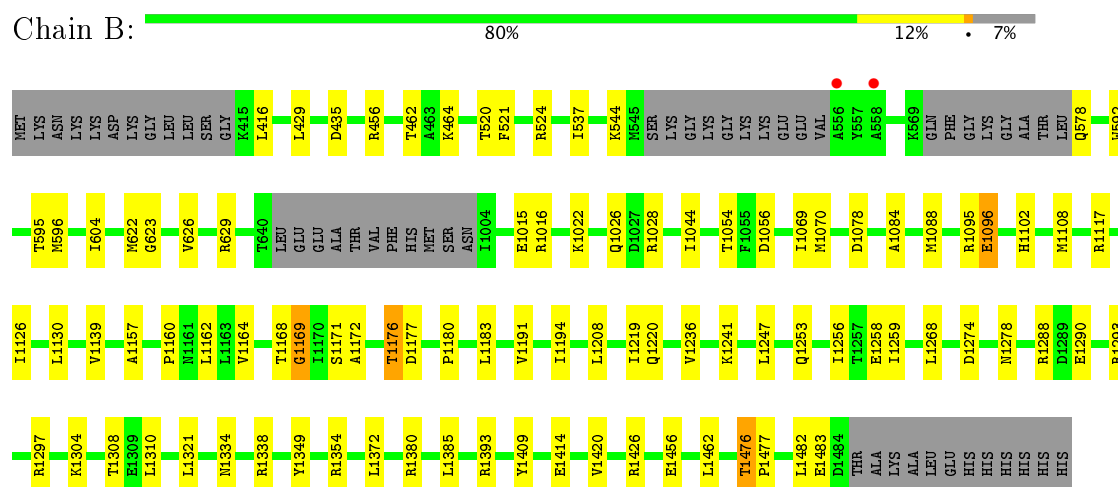 Chain B:
80% 12% • 7%
MET LYS ASN LYS LYS ASP LYS GLY LEU LEU SER GLY K415 L416 L429 D435 R456 T462 A463 K464 T520 F521 R524 I537 K544 M545 SER LYS GLY LYS GLY LYS LYS GLU GLU VAL A556 Y557 A558 K569 GLN PHE GLY LYS GLY ALA THR LEU Q578 W592
T595 M596 I604 M622 G623 V626 R629 T640 LEU GLU GLU ALA THR VAL PHE HIS MET SER ASN I1004 E1015 R1016 K1022 Q1026 D1027 R1028 I1044 T1054 F1055 D1056 I1069 M1070 D1078 A1084 M1088 R1095 E1096 H1102 M1108 R1117
I1126 L1130 V1139 A1157 P1160 N1161 L1162 L1163 V1164 T1168 G1169 I1170 S1171 A1172 T1176 D1177 P1180 L1183 V1191 I1194 L1208 I1219 Q1220 V1236 K1241 L1247 Q1253 I1256 T1257 E1258 I1259 L1268 D1274 N1278 R1288 D1289 E1290 R1293
R1297 K1304 T1308 E1309 L1310 L1321 N1334 R1338 Y1349 R1354 L1372 R1380 L1385 R1393 Y1409 E1414 V1420 R1426 E1456 L1462 T1476 P1477 L1482 E1483 D1484 THR ALA LYS ALA LEU GLU HIS HIS HIS HIS HIS HIS